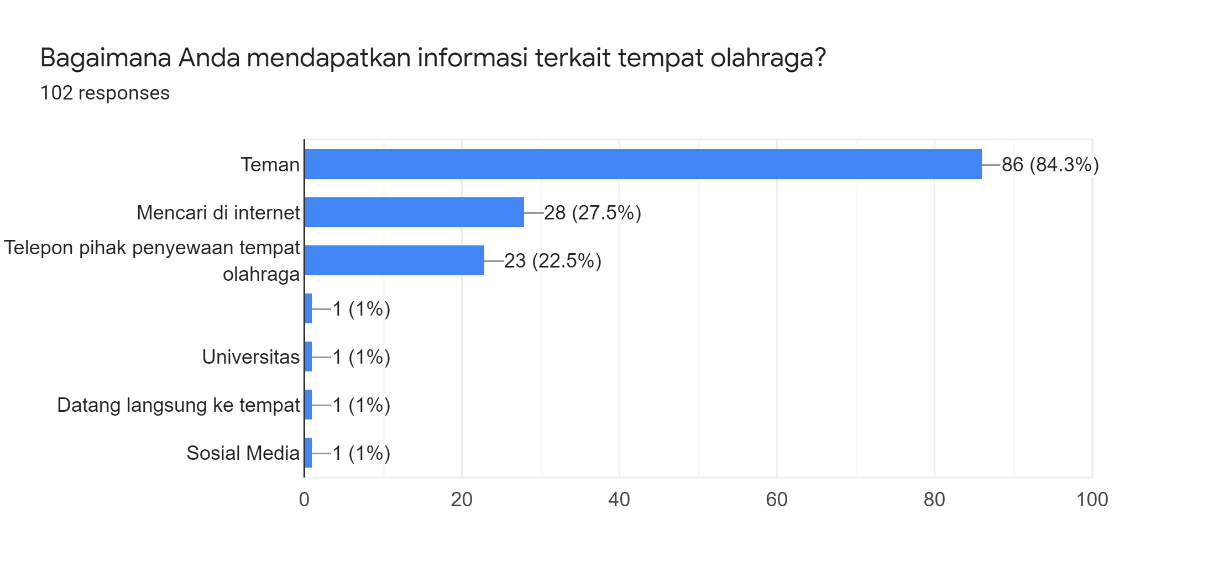 Bagaimana Anda mendapatkan informasi terkait tempat olahraga?
102 responses
Teman
86 (84.3%)
Mencari di internet
28 (27.5%)
Telepon pihak penyewaan tempat
olahraga
23 (22.5%)
1 (1%)
Universitas
1 (1%)
Datang langsung ke tempat
1 (1%)
Sosial Media
1 (1%)
0
20
40
60
80
100